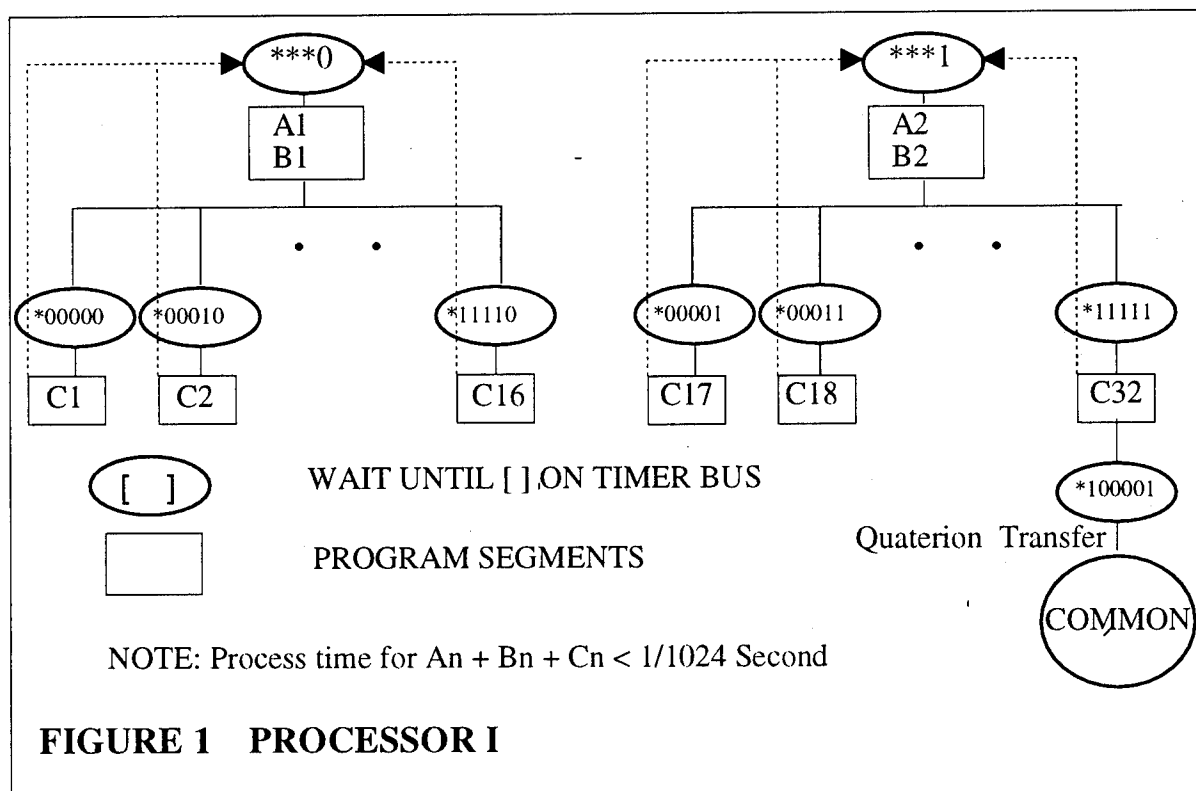 ***0
***1
A1
B1
A2
B2
*00000
*00010
*11110
*00001
*00011
*11111
C1
C2
C16
C17
C18
C32
[ ]
WAIT UNTIL [ ] ON TIMER BUS
*100001
Quaterion Transfer
PROGRAM SEGMENTS
COMMON
NOTE: Process time for An + Bn + Cn < 1/1024 Second
FIGURE 1 PROCESSOR I